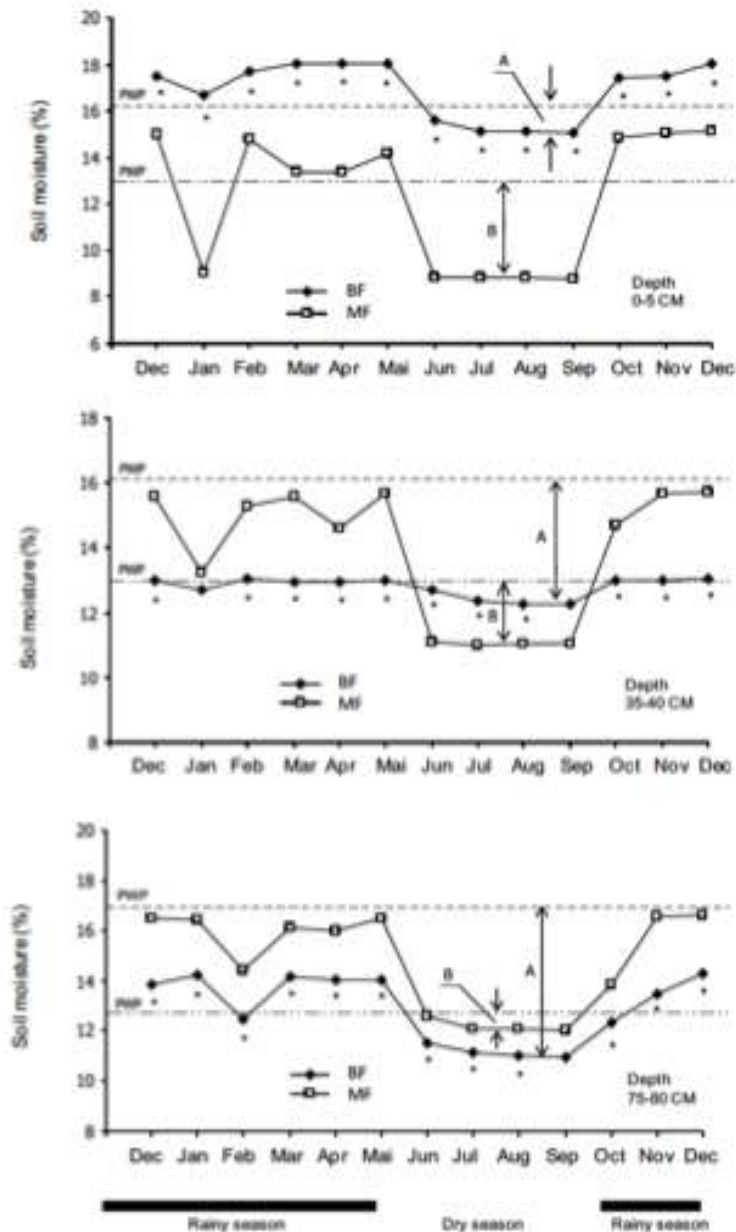 20
18
16
14
12
10
8
6
Soil moisture (%)
PWP
PWP
A
B
BF
MF
Depth
0-5 CM
Dec Jan Feb Mar Apr Mai Jun Jul Aug Sep Oct Nov Dec
18
16
14
12
10
8
Soil moisture (%)
PWP
PWP
A
B
BF
MF
Depth
35-40 CM
Dec Jan Feb Mar Apr Mai Jun Jul Aug Sep Oct Nov Dec
20
18
16
14
12
10
8
Soil moisture (%)
PWP
PWP
B
A
BF
MF
Depth
75-80 CM
Dec Jan Feb Mar Apr Mai Jun Jul Aug Sep Oct Nov Dec
Rainy season Dry season Rainy season